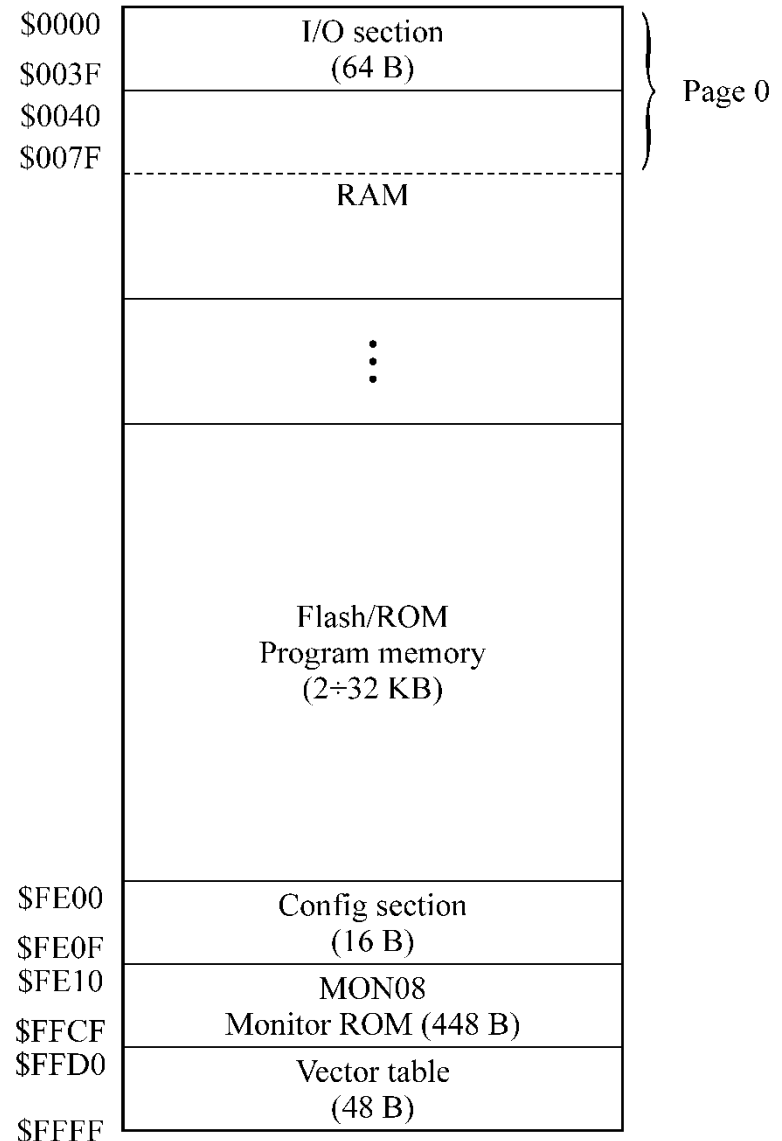 $0000
I/O section
(64 B)
$003F
Page 0
$0040
$007F
RAM
Flash/ROM
Program memory
(2÷32 KB)
$FE00
Config section
$FE0F
(16 B)
$FE10
MON08
Monitor ROM (448 B)
$FFCF
$FFD0
Vector table
(48 B)
$FFFF